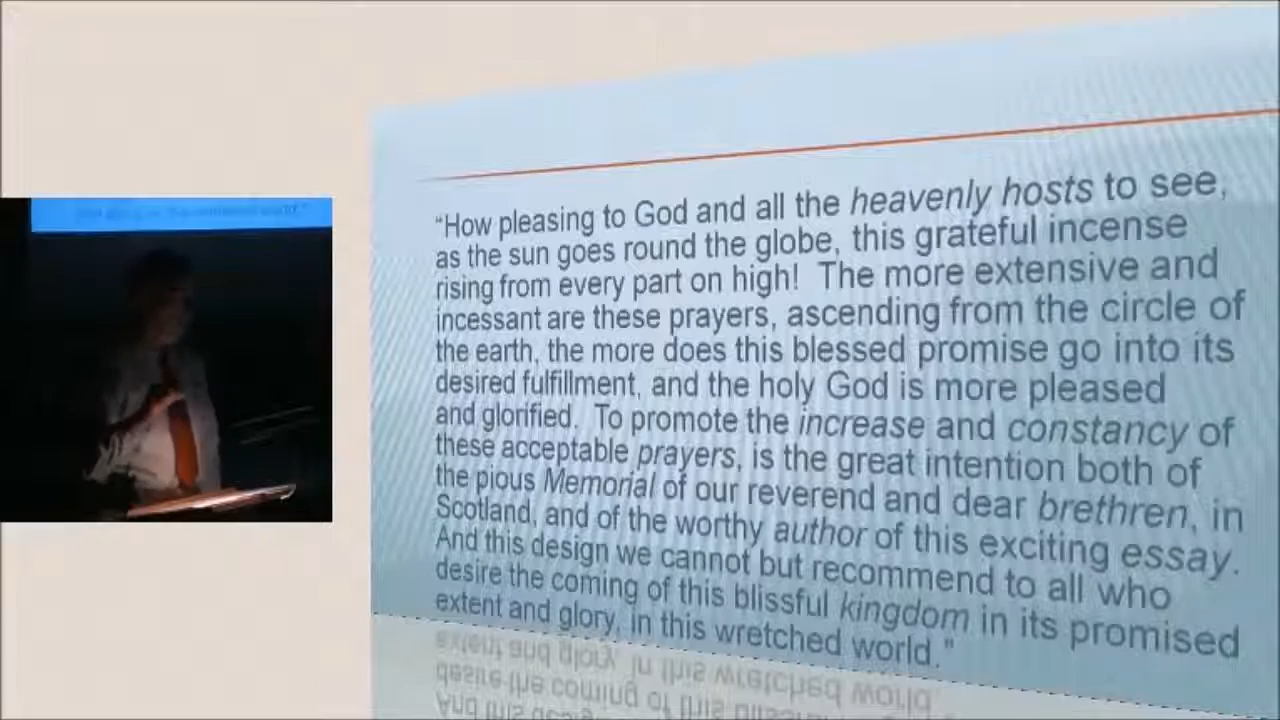 “How pleasing to God and all the heavenly hosts to see,
as the sun goes round the globe, this grateful incense
rising from every part on high!  The more extensive and
incessant are these prayers, ascending from the circle of
the earth, the more does this blessed promise go into its
desired fulfillment, and the holy God is more pleased
and glorified.  To promote the increase and constancy of
these acceptable prayers, is the great intention both of
the pious Memorial of our reverend and dear brethren, in
Scotland, and of the worthy author of this exciting essay.
And this design we cannot but recommend to all who
desire the coming of this blissful kingdom in its promised
extent and glory, in this wretched world.”